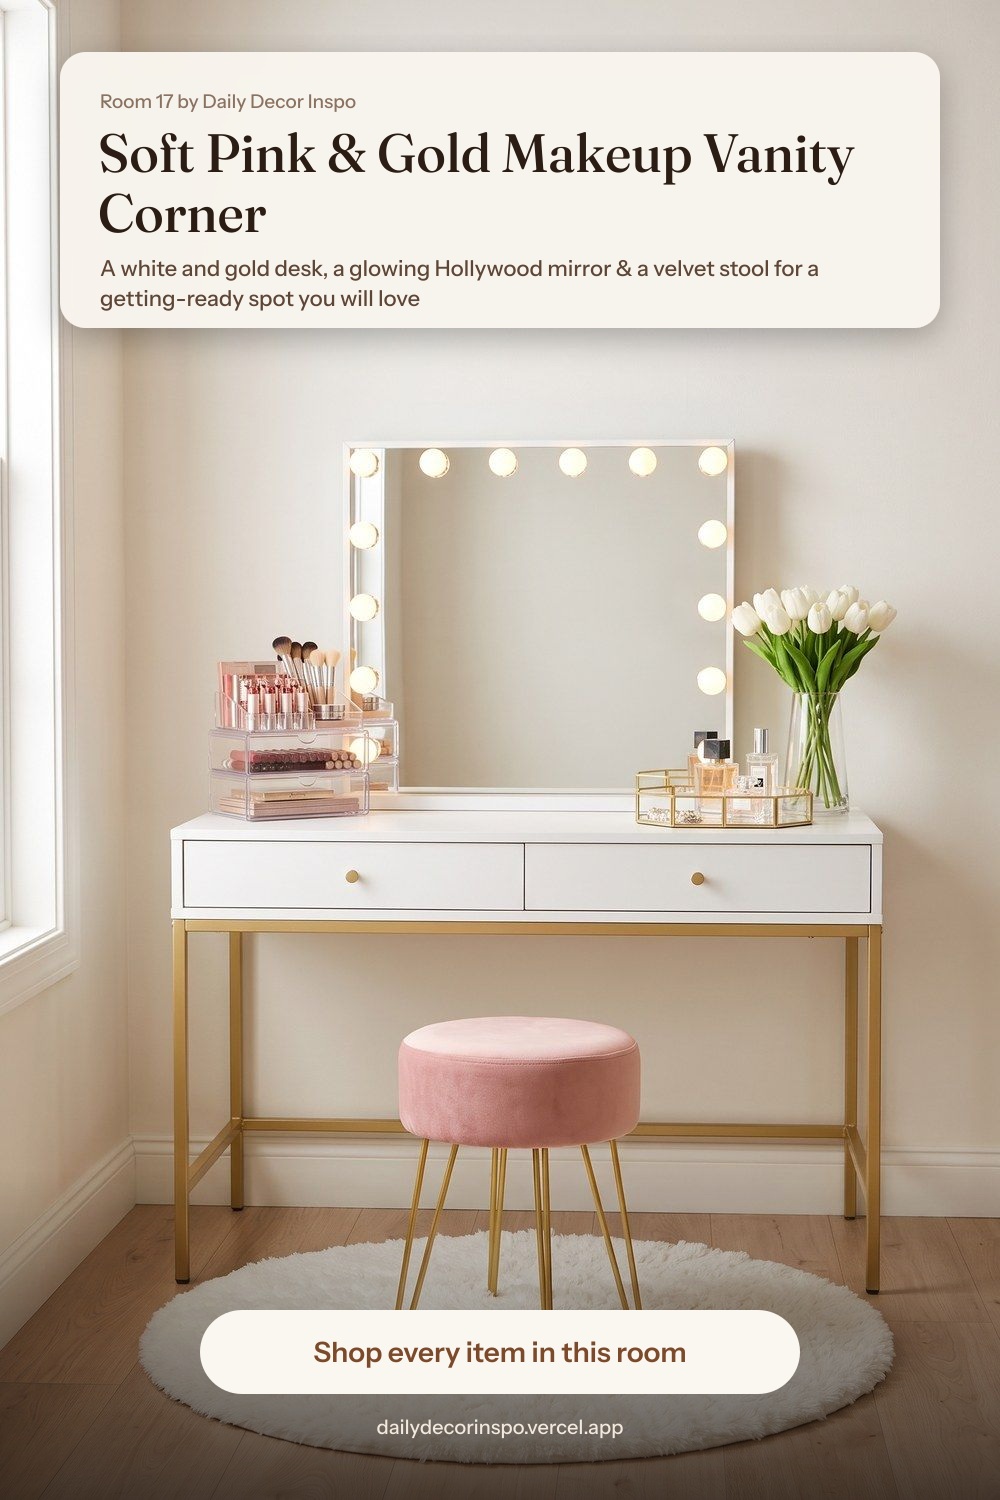 Room 17 by Daily Decor Inspo
Soft Pink & Gold Makeup Vanity
Corner
A white and gold desk, a glowing Hollywood mirror & a velvet stool for a
getting-ready spot you will love
Shop every item in this room
dailydecorinspo.vercel.app